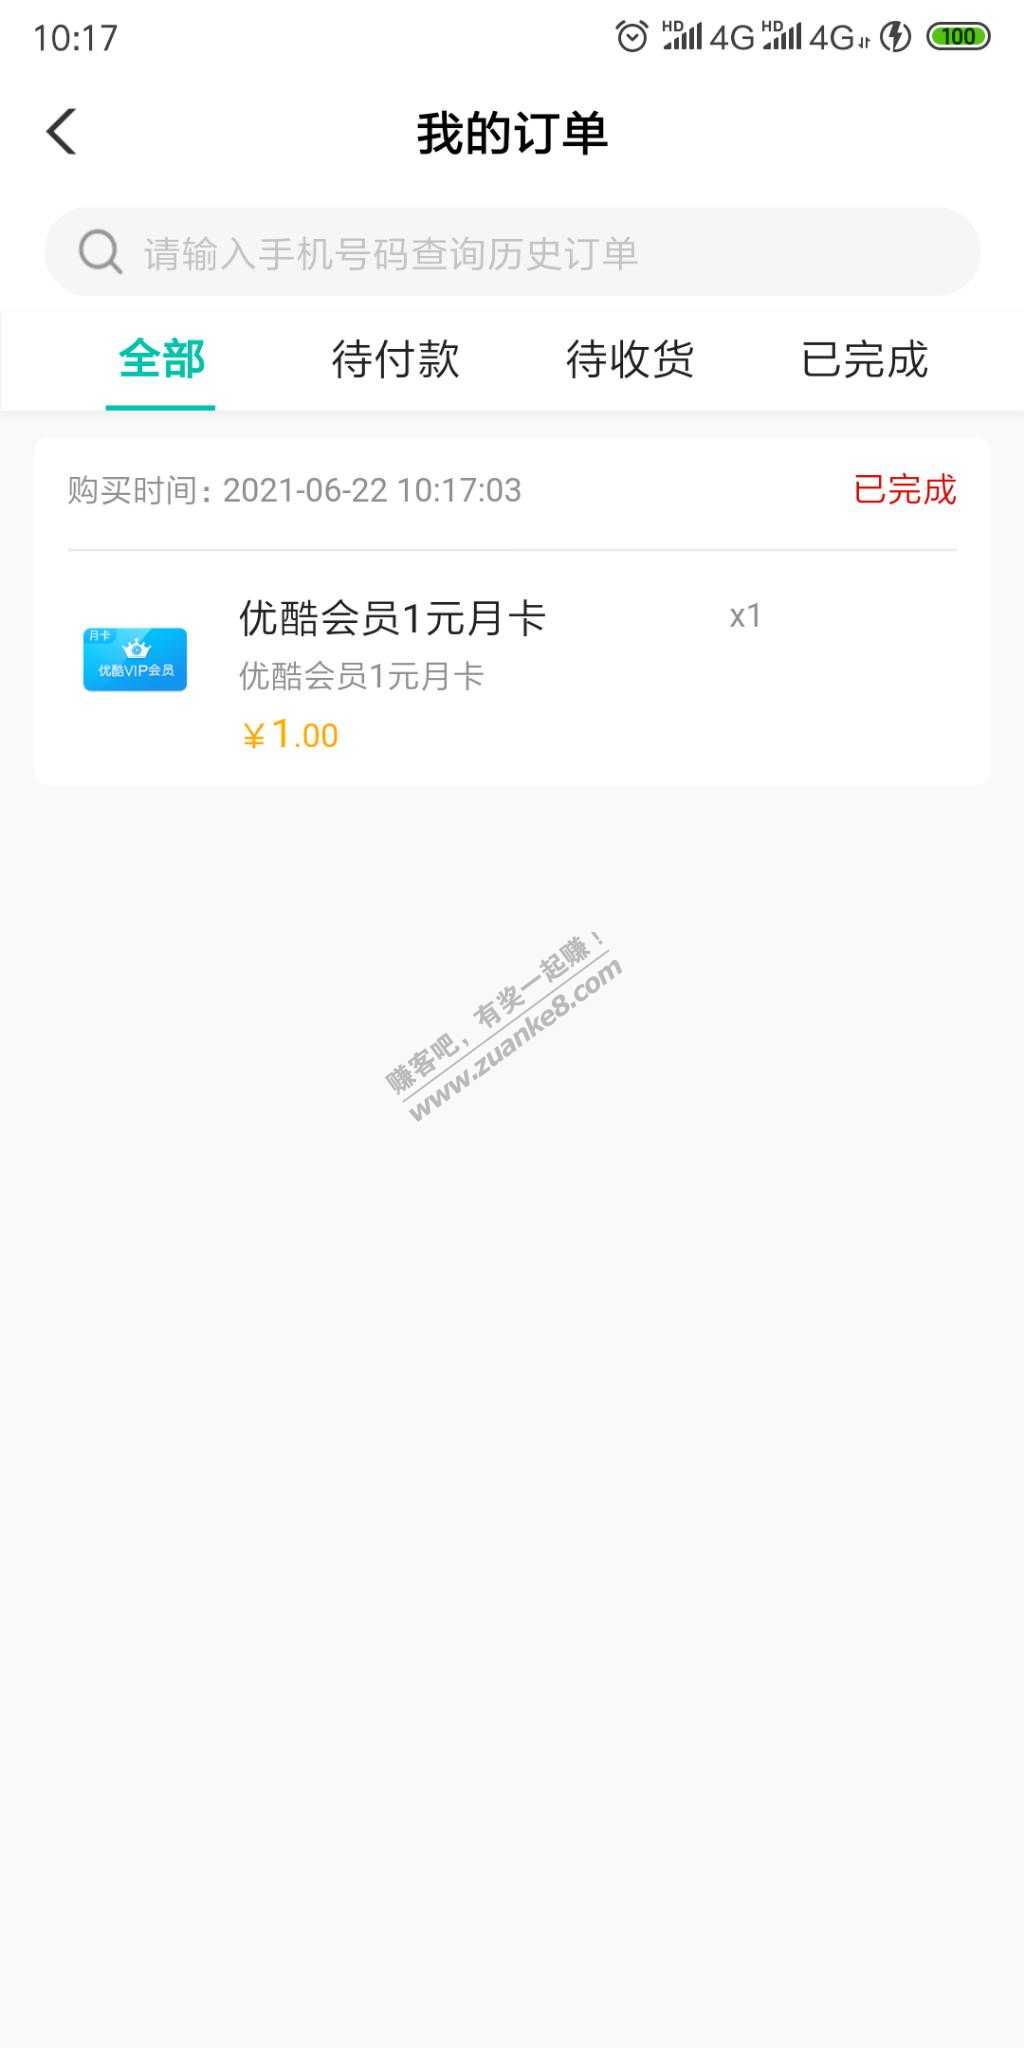 10:17
HD 4G HD 4G 100
我的订单
请输入手机号码查询历史订单
全部 待付款 待收货 已完成
购买时间：2021-06-22 10:17:03 已完成
月卡
优酷VIP会员
优酷会员1元月卡 x1
优酷会员1元月卡
￥1.00
赚客吧，有奖一起赚！
www.zuanke8.com